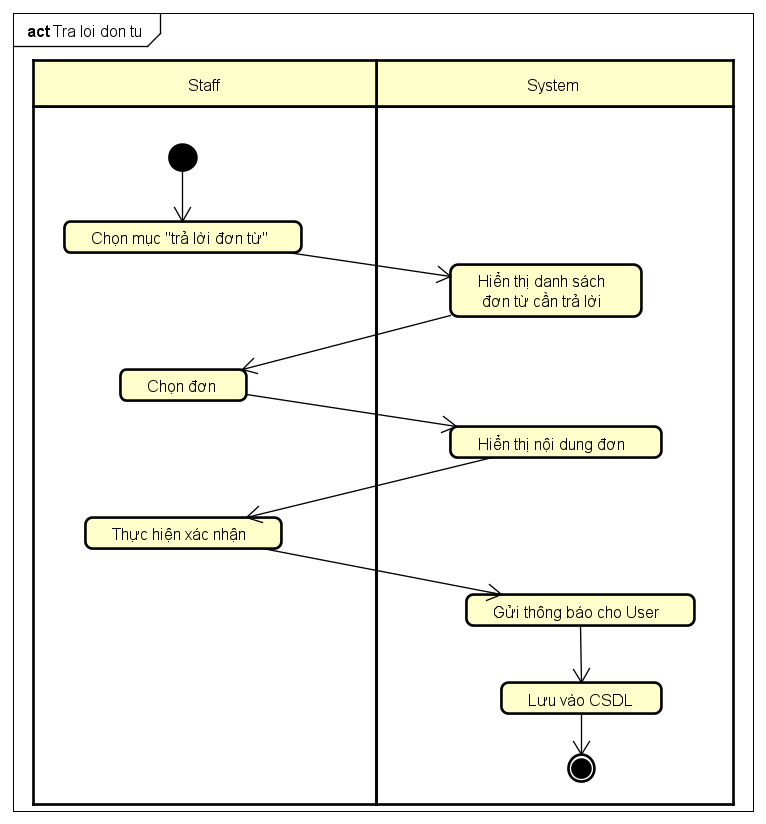 act Tra loi don tu
Staff
System
Chọn mục "trả lời đơn từ"
Hiển thị danh sách
đơn từ cần trả lời
Chọn đơn
Hiển thị nội dung đơn
Thực hiện xác nhận
Gửi thông báo cho User
Lưu vào CSDL